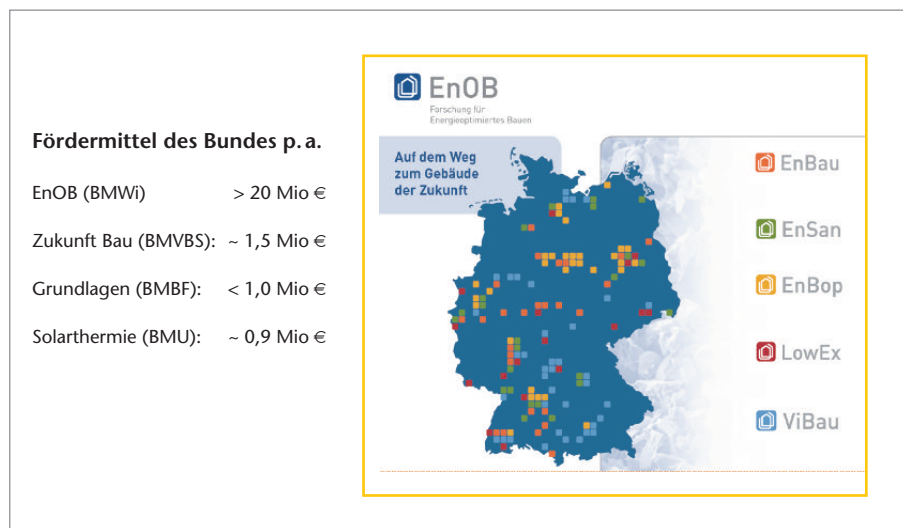 Fördermittel des Bundes p. a.
EnOB (BMWi) > 20 Mio €
Zukunft Bau (BMVBS): ~ 1,5 Mio €
Grundlagen (BMBF): < 1,0 Mio €
Solarthermie (BMU): ~ 0,9 Mio €
EnOB
Forschung für
Energieoptimiertes Bauen
Auf dem Weg
zum Gebäude
der Zukunft
EnBau
EnSan
EnBop
LowEx
ViBau